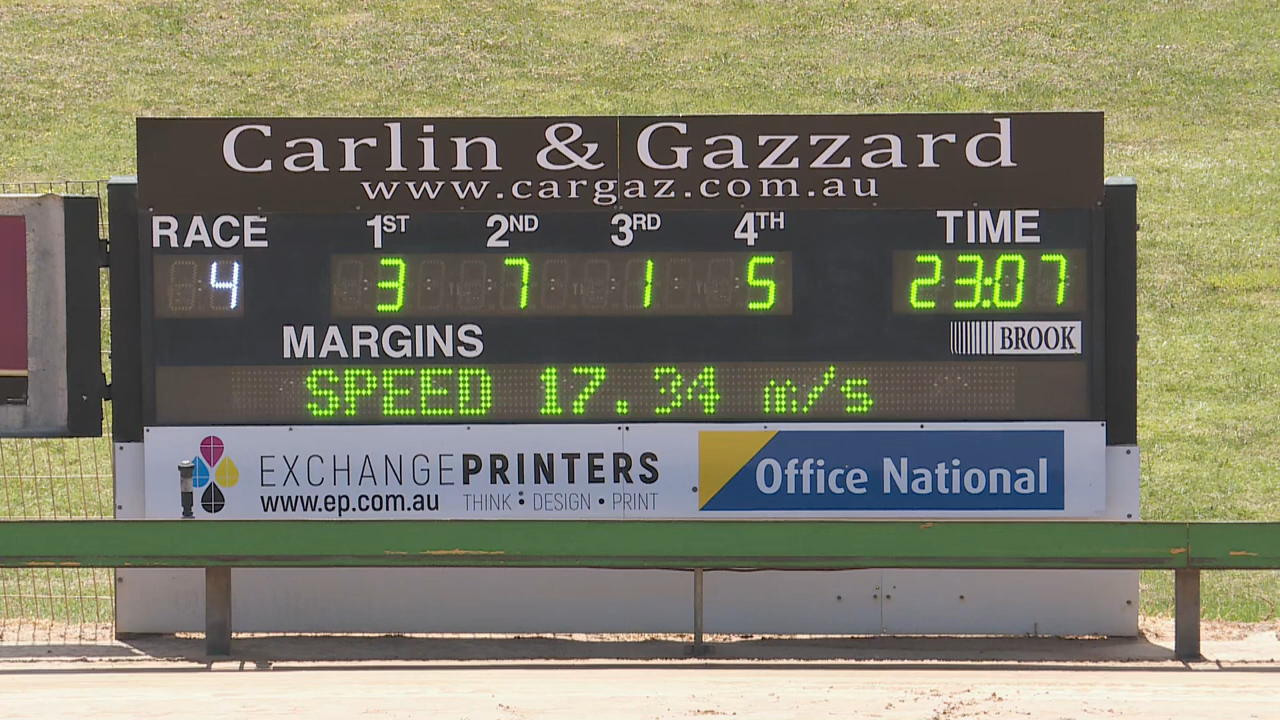 Carlin & Gazzard
www.cargaz.com.au
RACE 1ST 2ND 3RD 4TH TIME
4 3 7 1 5 23:07
MARGINS
BROOK
SPEED 17.34 m/s
EXCHANGEPRINTERS
www.ep.com.au THINK • DESIGN • PRINT
Office National